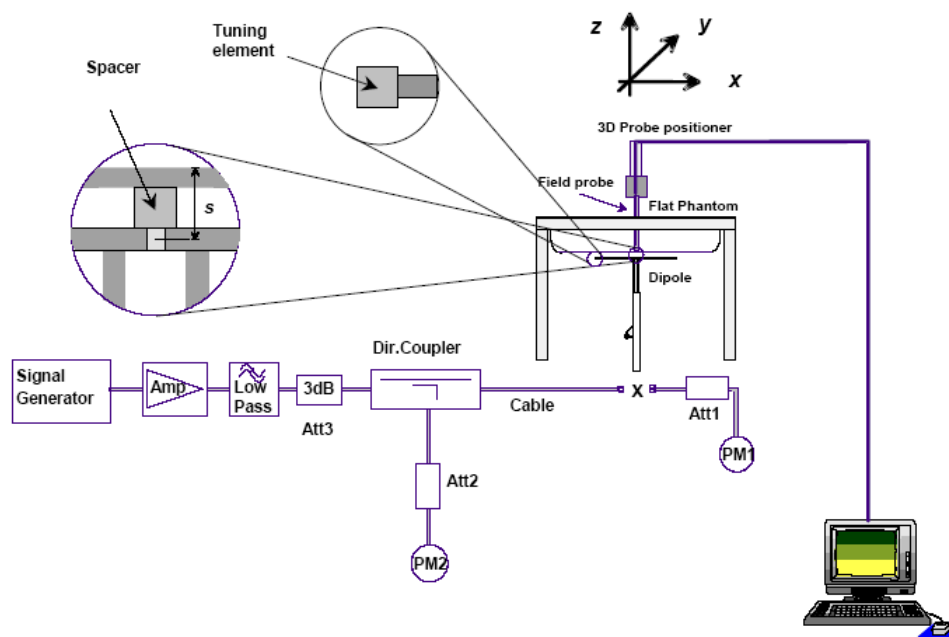 Tuning
element
Spacer
s
z
y
x
3D Probe positioner
Field probe
Flat Phantom
Dipole
Signal
Generator
Amp
Low
Pass
3dB
Att3
Dir.Coupler
Cable
x
Att1
PM1
Att2
PM2